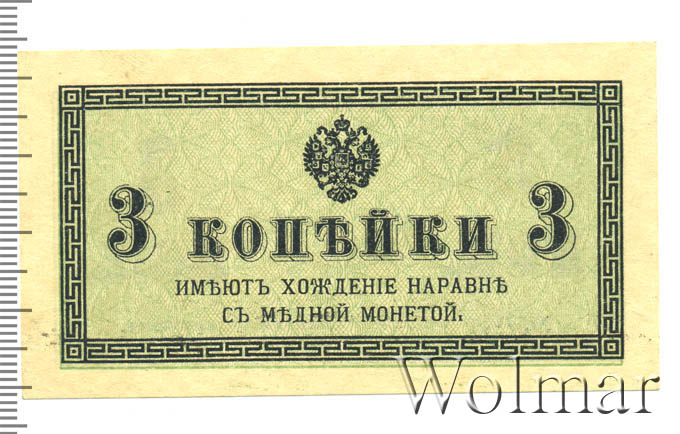 3 КОПѢЙКИ 3
ИМѢЮТЪ ХОЖДЕНІЕ НАРАВНѢ
СЪ МѢДНОЙ МОНЕТОЙ.
Wolmar